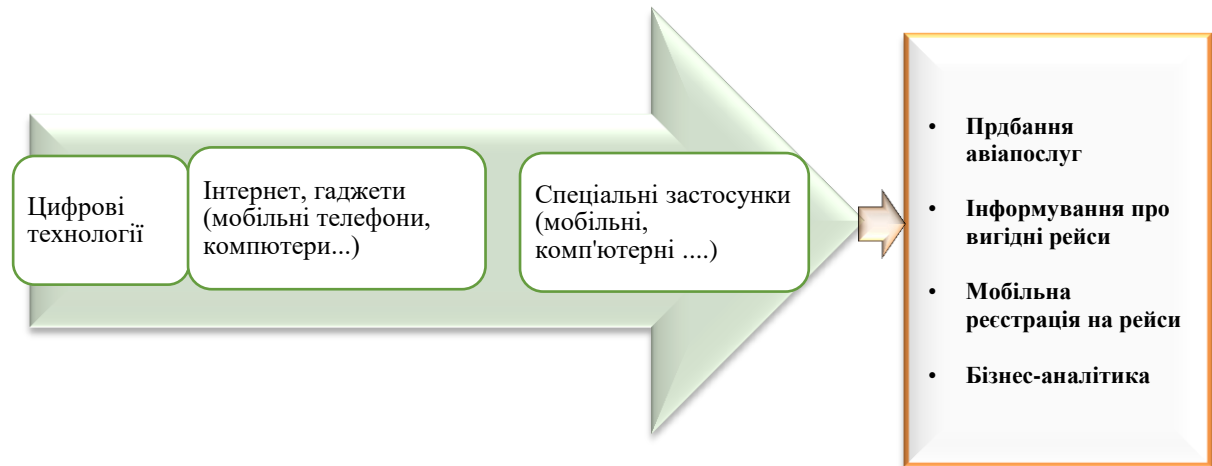 Цифрові
технології
Інтернет, гаджети
(мобільні телефони,
компютери...)
Спеціальні застосунки
(мобільні,
комп'ютерні ....)
• Прдбання
авіапослуг
• Інформування про
вигідні рейси
• Мобільна
реєстрація на рейси
• Бізнес-аналітика